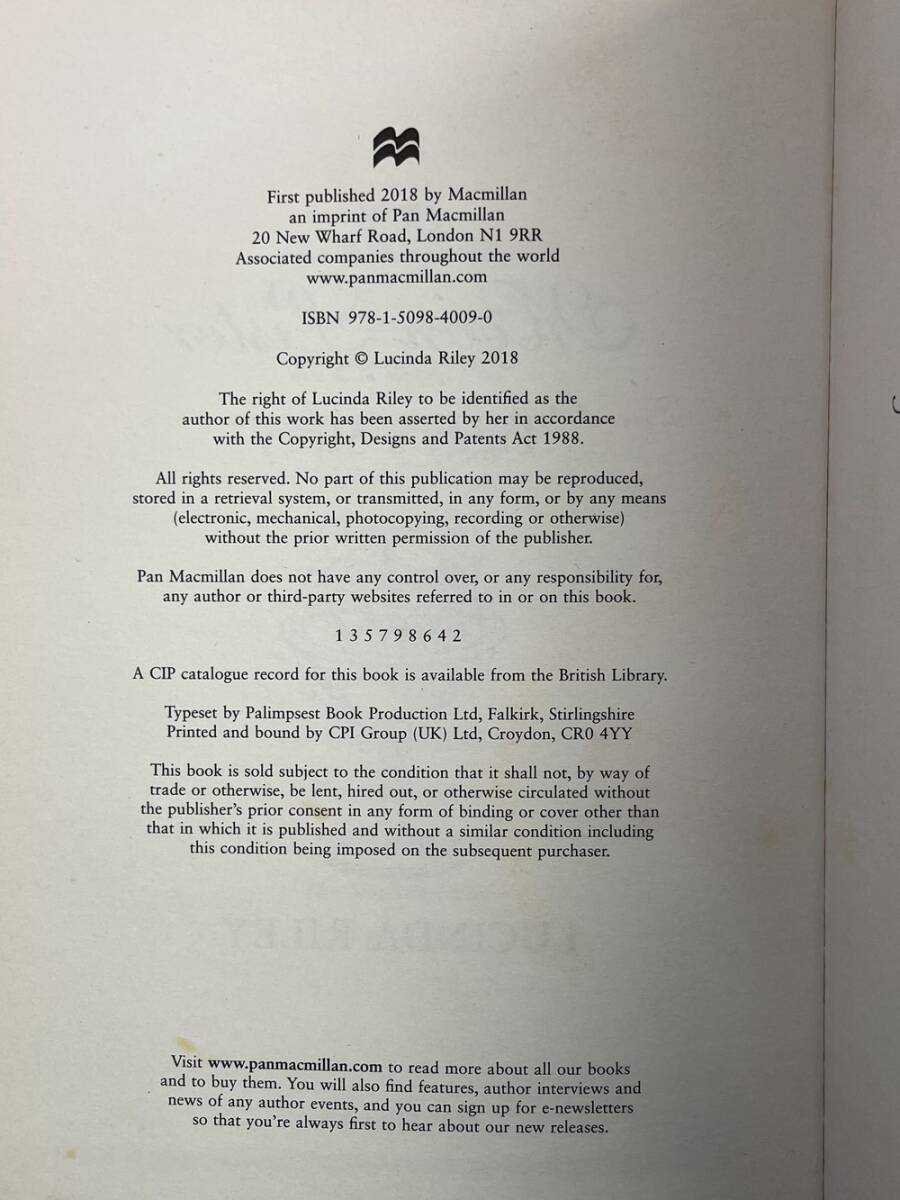 First published 2018 by Macmillan
an imprint of Pan Macmillan
20 New Wharf Road, London N1 9RR
Associated companies throughout the world
www.panmacmillan.com
ISBN 978-1-5098-4009-0
Copyright © Lucinda Riley 2018
The right of Lucinda Riley to be identified as the
author of this work has been asserted by her in accordance
with the Copyright, Designs and Patents Act 1988.
All rights reserved. No part of this publication may be reproduced,
stored in a retrieval system, or transmitted, in any form, or by any means
(electronic, mechanical, photocopying, recording or otherwise)
without the prior written permission of the publisher.
Pan Macmillan does not have any control over, or any responsibility for,
any author or third-party websites referred to in or on this book.
1 3 5 7 9 8 6 4 2
A CIP catalogue record for this book is available from the British Library.
Typeset by Palimpsest Book Production Ltd, Falkirk, Stirlingshire
Printed and bound by CPI Group (UK) Ltd, Croydon, CR0 4YY
This book is sold subject to the condition that it shall not, by way of
trade or otherwise, be lent, hired out, or otherwise circulated without
the publisher's prior consent in any form of binding or cover other than
that in which it is published and without a similar condition including
this condition being imposed on the subsequent purchaser.
LUCINDA RILEY
Visit www.panmacmillan.com to read more about all our books
and to buy them. You will also find features, author interviews and
news of any author events, and you can sign up for e-newsletters
so that you're always first to hear about our new releases.